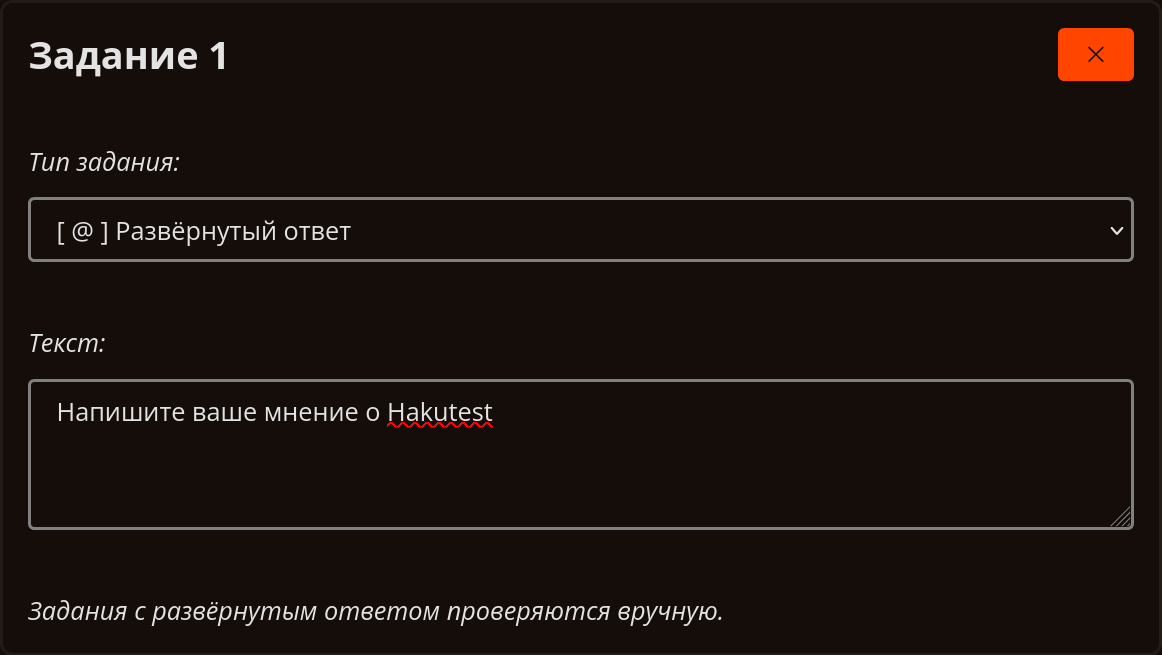 Задание 1
Тип задания:
[ @ ] Развёрнутый ответ
Текст:
Напишите ваше мнение о Hakutest
Задания с развёрнутым ответом проверяются вручную.